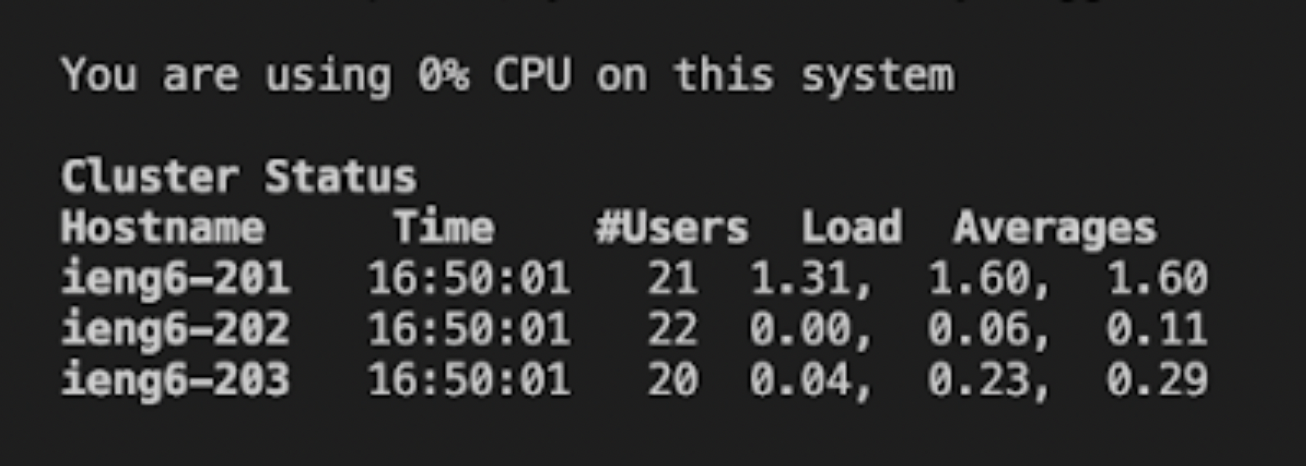 You are using 0% CPU on this system
Cluster Status
Hostname Time #Users Load Averages
ieng6-201 16:50:01 21 1.31, 1.60, 1.60
ieng6-202 16:50:01 22 0.00, 0.06, 0.11
ieng6-203 16:50:01 20 0.04, 0.23, 0.29